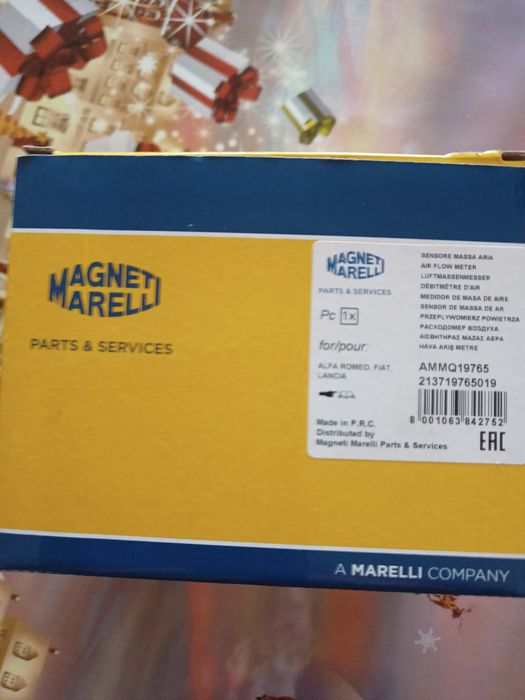 MAGNETI
MARELLI
PARTS & SERVICES
MAGNETI
MARELLI
PARTS & SERVICES
Pc 1x
for/pour:
ALFA ROMEO, FIAT,
LANCIA
Made in P.R.C.
Distributed by
Magneti Marelli Parts & Services
SENSORE MASSA ARIA
AIR FLOW METER
LUFTMASSENMESSER
DÉBITMÈTRE D'AIR
MEDIDOR DE MASA DE AIRE
SENSOR DE MASSA DE AR
PRZEPŁYWOMIERZ POWIETRZA
РАСХОДОМЕР ВОЗДУХА
ΑΙΣΘΗΤΗΡΑΣ ΜΑΖΑΣ ΑΕΡΑ
HAVA AKIŞ METRE
AMMQ19765
213719765019
8 001063 842752
EAC
A MARELLI COMPANY